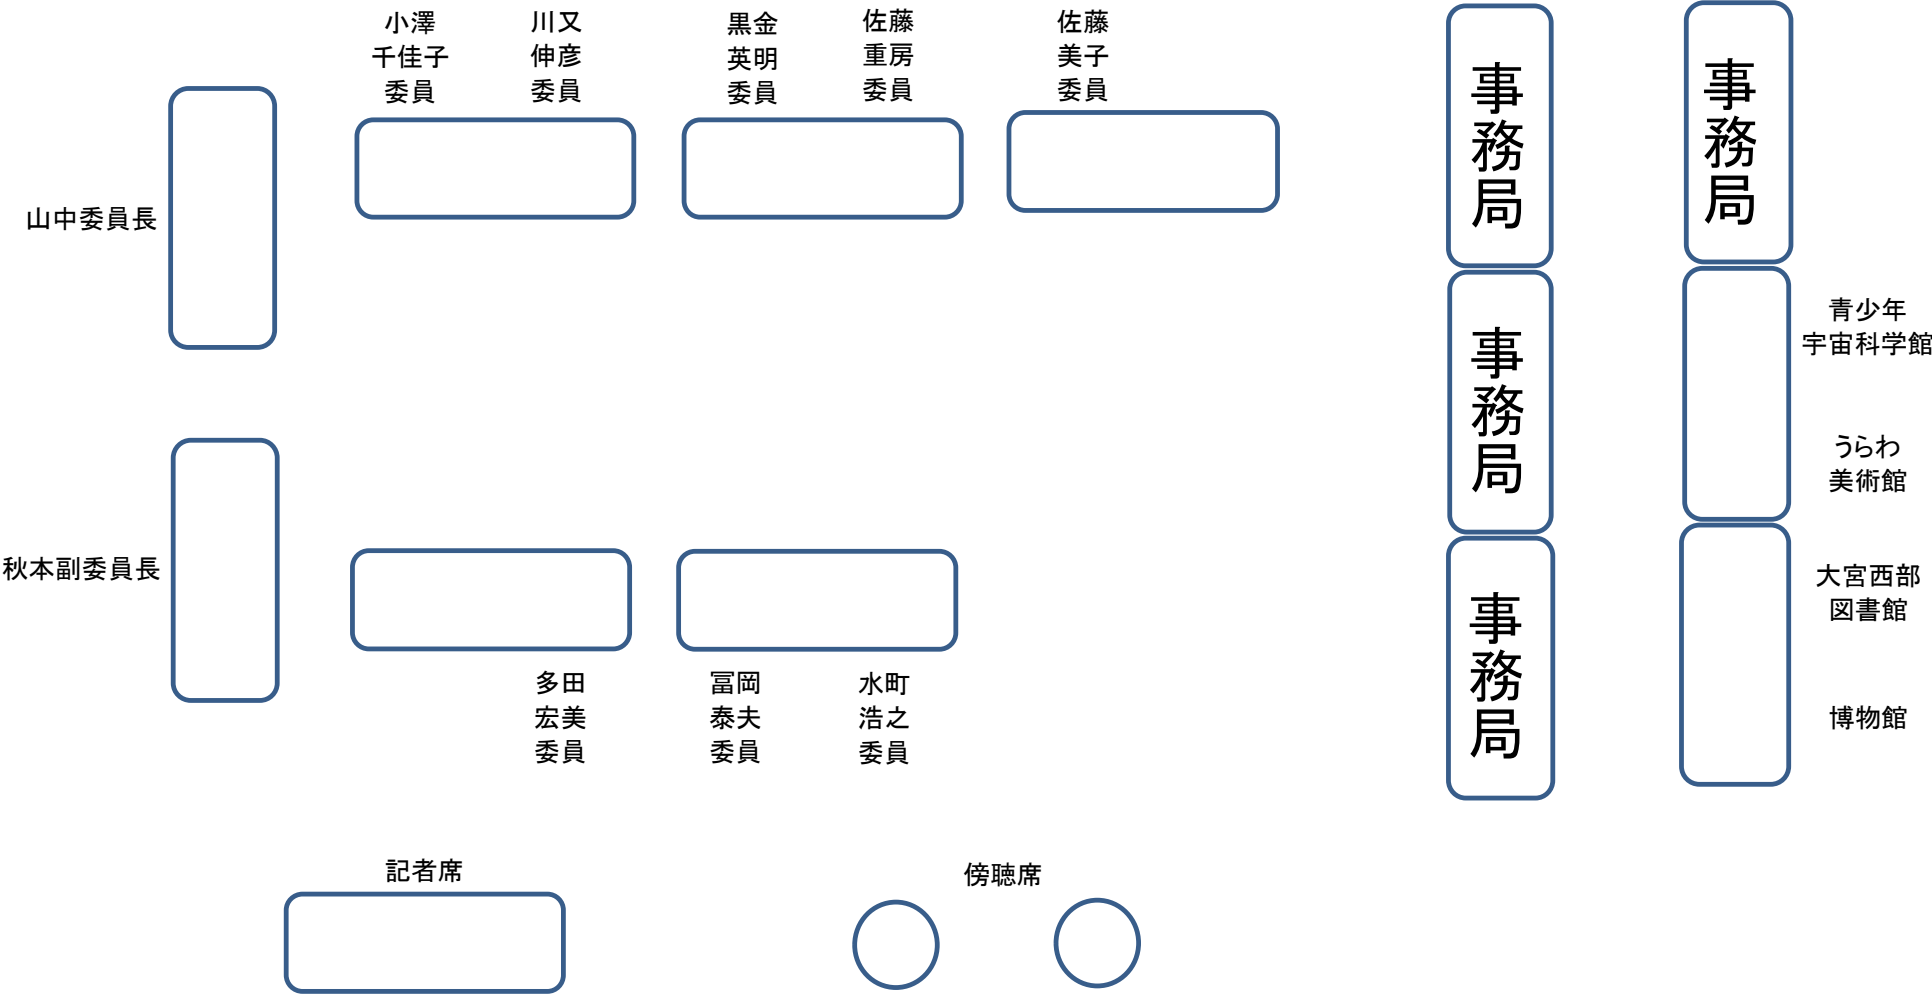 小澤
千佳子
委員
川又
伸彦
委員
黒金
英明
委員
佐藤
重房
委員
佐藤
美子
委員
事務局
事務局
山中委員長
青少年
宇宙科学館
事務局
うらわ
美術館
秋本副委員長
大宮西部
図書館
事務局
多田
宏美
委員
冨岡
泰夫
委員
水町
浩之
委員
博物館
記者席
傍聴席